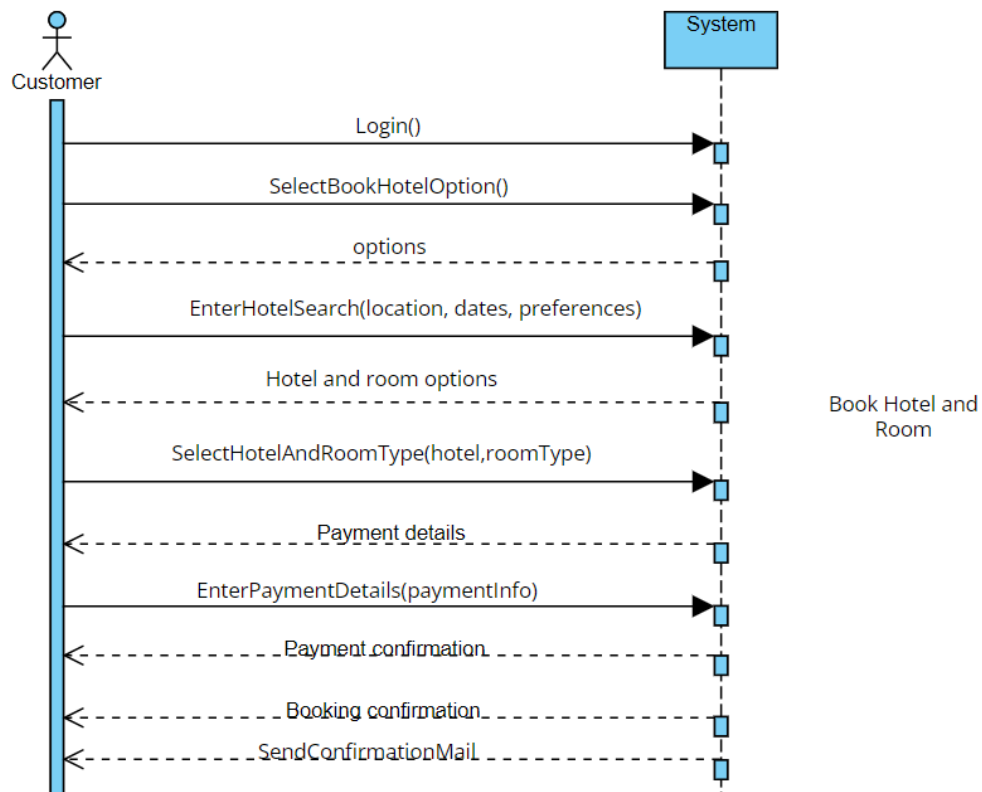 System
Customer
Login()
SelectBookHotelOption()
options
EnterHotelSearch(location, dates, preferences)
Hotel and room options
Book Hotel and
Room
SelectHotelAndRoomType(hotel,roomType)
Payment details
EnterPaymentDetails(paymentInfo)
Payment confirmation
Booking confirmation
SendConfirmationMail